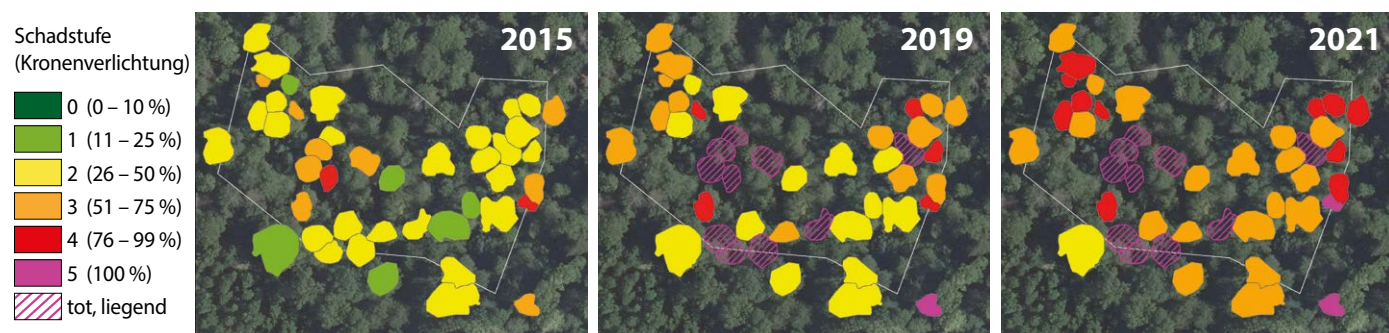 Schadstufe
(Kronenverlichtung)
0 (0 – 10 %)
1 (11 – 25 %)
2 (26 – 50 %)
3 (51 – 75 %)
4 (76 – 99 %)
5 (100 %)
tot, liegend
2015
2019
2021